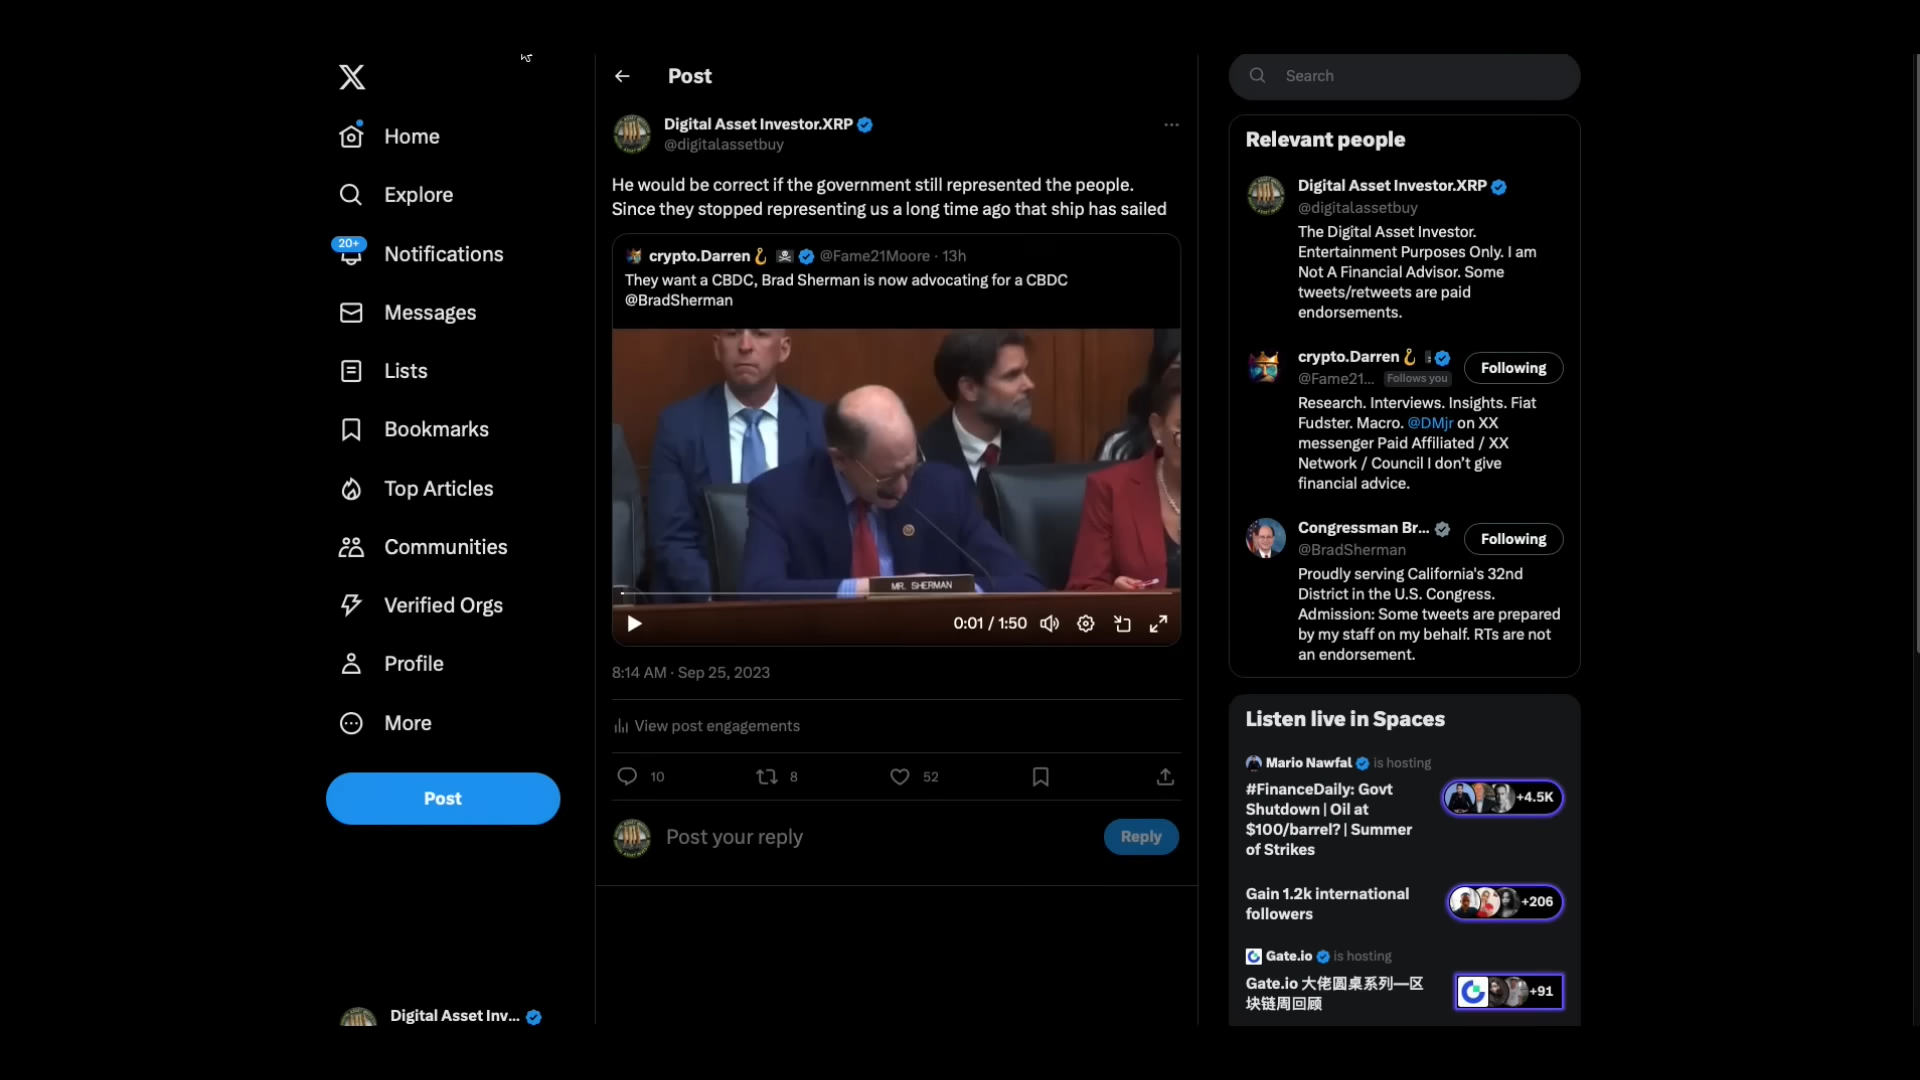 Home
Explore
20+
Notifications
Messages
Lists
Bookmarks
Top Articles
Communities
Verified Orgs
Profile
More
Post
Digital Asset Inv...
Post
Digital Asset Investor.XRP
@digitalassetbuy
He would be correct if the government still represented the people.
Since they stopped representing us a long time ago that ship has sailed
crypto.Darren @Fame21Moore · 13h
They want a CBDC, Brad Sherman is now advocating for a CBDC
@BradSherman
MR. SHERMAN
0:01 / 1:50
8:14 AM · Sep 25, 2023
View post engagements
10 8 52
Post your reply
Reply
Search
Relevant people
Digital Asset Investor.XRP
@digitalassetbuy
The Digital Asset Investor.
Entertainment Purposes Only. I am
Not A Financial Advisor. Some
tweets/retweets are paid
endorsements.
crypto.Darren
Following
@Fame21... Follows you
Research. Interviews. Insights. Fiat
Fudster. Macro. @DMjr on XX
messenger Paid Affiliated / XX
Network / Council I don't give
financial advice.
Congressman Br...
Following
@BradSherman
Proudly serving California's 32nd
District in the U.S. Congress.
Admission: Some tweets are prepared
by my staff on my behalf. RTs are not
an endorsement.
Listen live in Spaces
Mario Nawfal is hosting
#FinanceDaily: Govt
Shutdown | Oil at
$100/barrel? | Summer
of Strikes
+4.5K
Gain 1.2k international
followers
+206
Gate.io is hosting
Gate.io 大佬圆桌系列—区
块链周回顾
+91